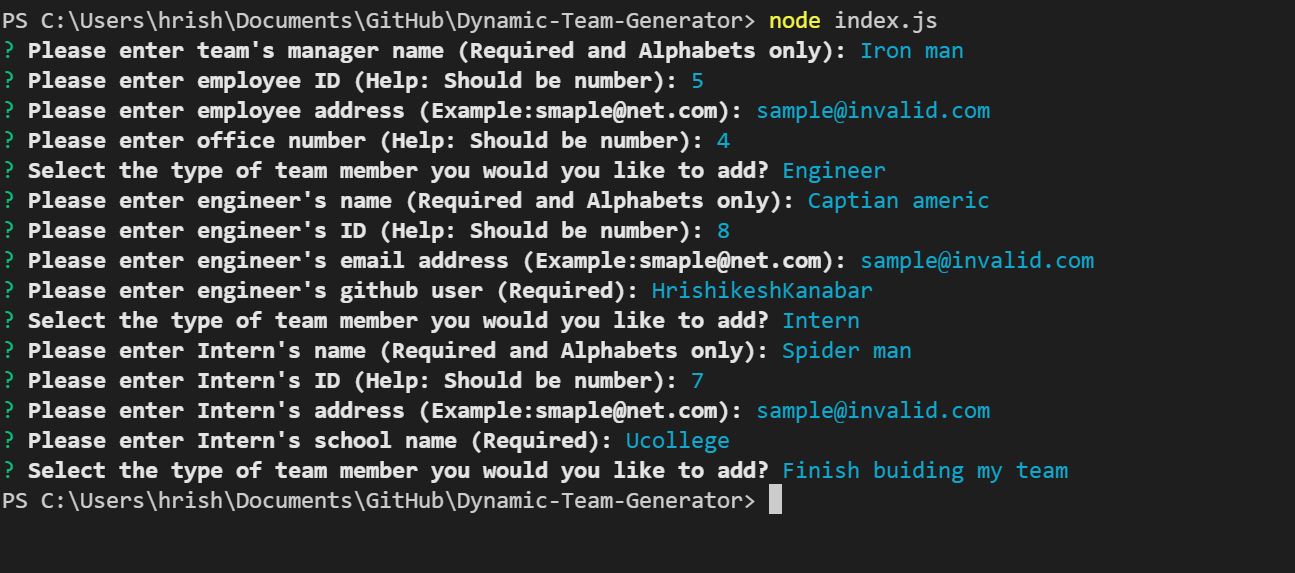 PS C:\Users\hrish\Documents\GitHub\Dynamic-Team-Generator> node index.js
? Please enter team's manager name (Required and Alphabets only): Iron man
? Please enter employee ID (Help: Should be number): 5
? Please enter employee address (Example:smaple@net.com): sample@invalid.com
? Please enter office number (Help: Should be number): 4
? Select the type of team member you would you like to add? Engineer
? Please enter engineer's name (Required and Alphabets only): Captian americ
? Please enter engineer's ID (Help: Should be number): 8
? Please enter engineer's email address (Example:smaple@net.com): sample@invalid.com
? Please enter engineer's github user (Required): HrishikeshKanabar
? Select the type of team member you would you like to add? Intern
? Please enter Intern's name (Required and Alphabets only): Spider man
? Please enter Intern's ID (Help: Should be number): 7
? Please enter Intern's address (Example:smaple@net.com): sample@invalid.com
? Please enter Intern's school name (Required): Ucollege
? Select the type of team member you would you like to add? Finish buiding my team
PS C:\Users\hrish\Documents\GitHub\Dynamic-Team-Generator>